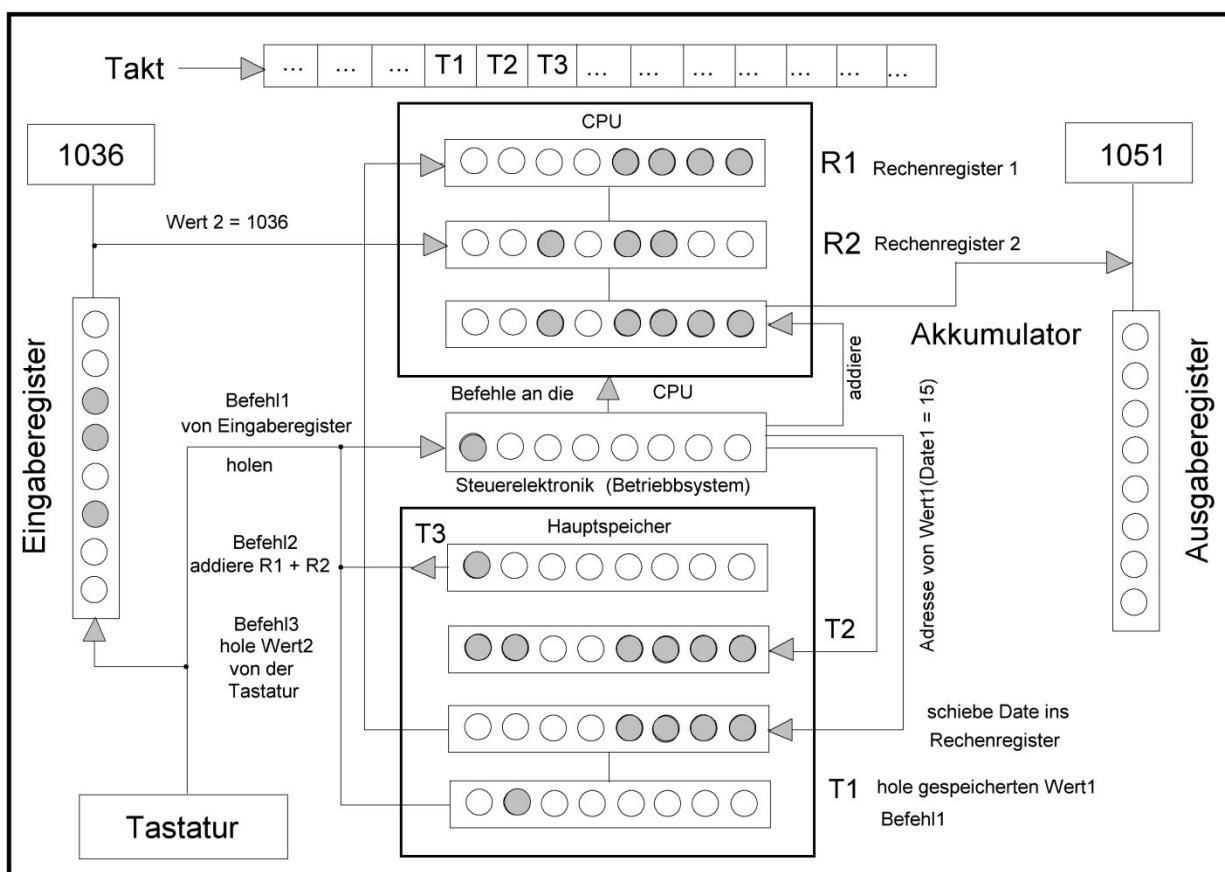 Takt
... ... ... T1 T2 T3 ... ... ... ... ... ... ...
CPU
1036
1051
R1 Rechenregister 1
Wert 2 = 1036
R2 Rechenregister 2
Akkumulator
addiere
Eingaberegister
Befehle an die CPU
Befehl1
von Eingaberegister
holen
Steuerelektronik (Betriebbsystem)
Adresse von Wert1(Date1 = 15)
Ausgaberegister
Hauptspeicher
T3
Befehl2
addiere R1 + R2
T2
Befehl3
hole Wert2
von der
Tastatur
schiebe Date ins
Rechenregister
T1 hole gespeicherten Wert1
Befehl1
Tastatur